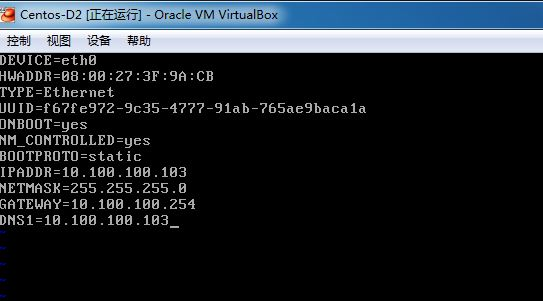 Centos-D2 [正在运行] - Oracle VM VirtualBox
控制 视图 设备 帮助
DEVICE=eth0
HWADDR=08:00:27:3F:9A:CB
TYPE=Ethernet
UUID=f67fe972-9c35-4777-91ab-765ae9baca1a
ONBOOT=yes
NM_CONTROLLED=yes
BOOTPROTO=static
IPADDR=10.100.100.103
NETMASK=255.255.255.0
GATEWAY=10.100.100.254
DNS1=10.100.100.103_
~
~
~
~
~